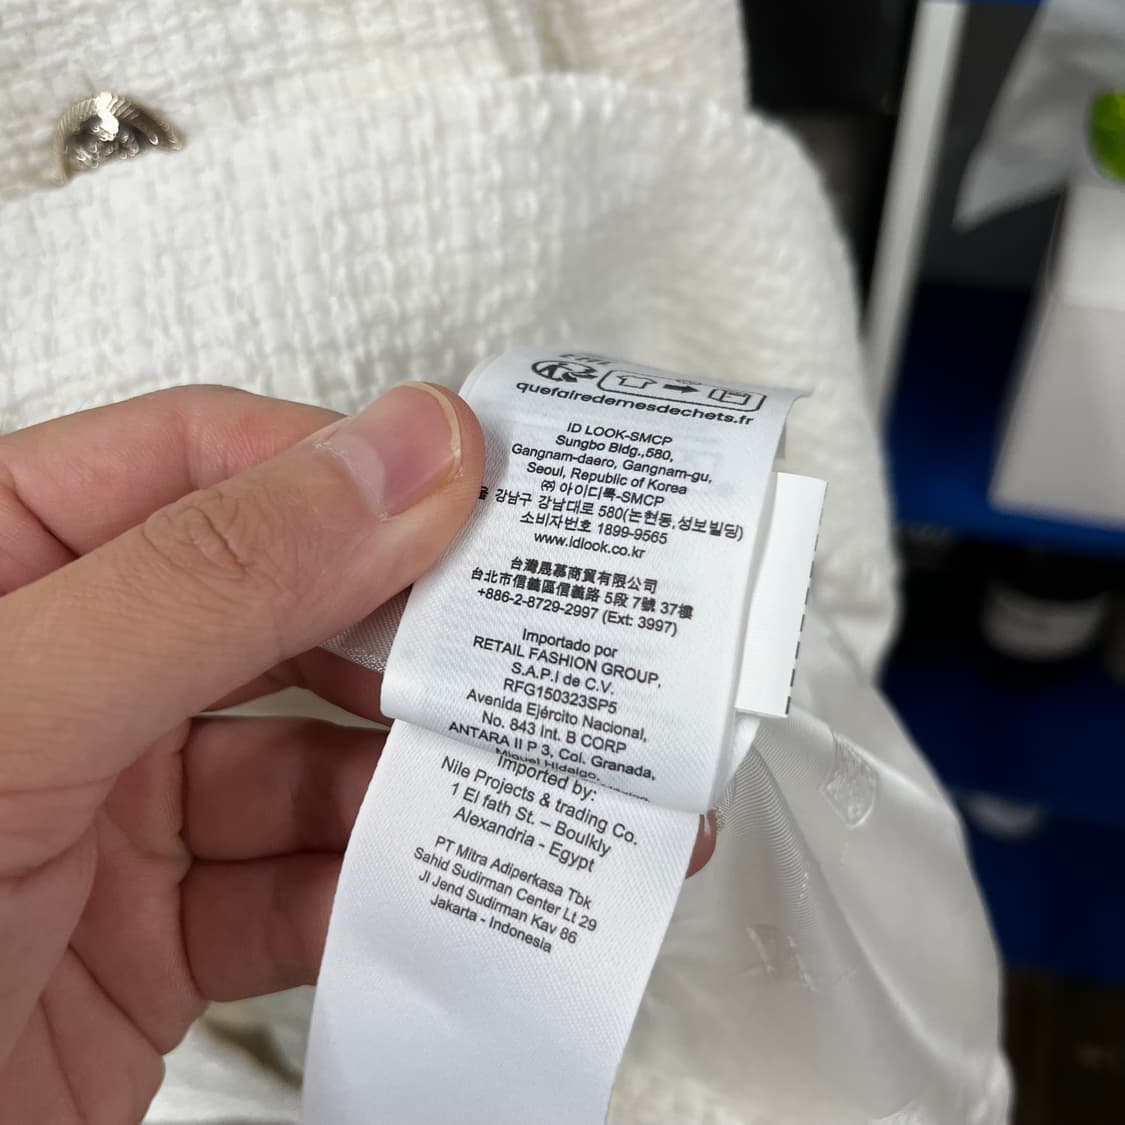 quefairedemesdechets.fr
ID LOOK-SMCP
Sungbo Bldg.,580,
Gangnam-daero, Gangnam-gu,
Seoul, Republic of Korea
㈜ 아이디룩-SMCP
강남구 강남대로 580(논현동,성보빌딩)
소비자번호 1899-9565
www.idlook.co.kr
台灣晟慕商貿有限公司
台北市信義區信義路 5段 7號 37樓
+886-2-8729-2997 (Ext: 3997)
Importado por
RETAIL FASHION GROUP,
S.A.P.I de C.V.
RFG150323SP5
Avenida Ejército Nacional,
No. 843 Int. B CORP
ANTARA II P 3, Col. Granada,
Miguel Hidalgo,
Imported by:
Nile Projects & trading Co.
1 El fath St. – Boulkly
Alexandria - Egypt
PT Mitra Adiperkasa Tbk
Sahid Sudirman Center Lt 29
Jl Jend Sudirman Kav 86
Jakarta - Indonesia